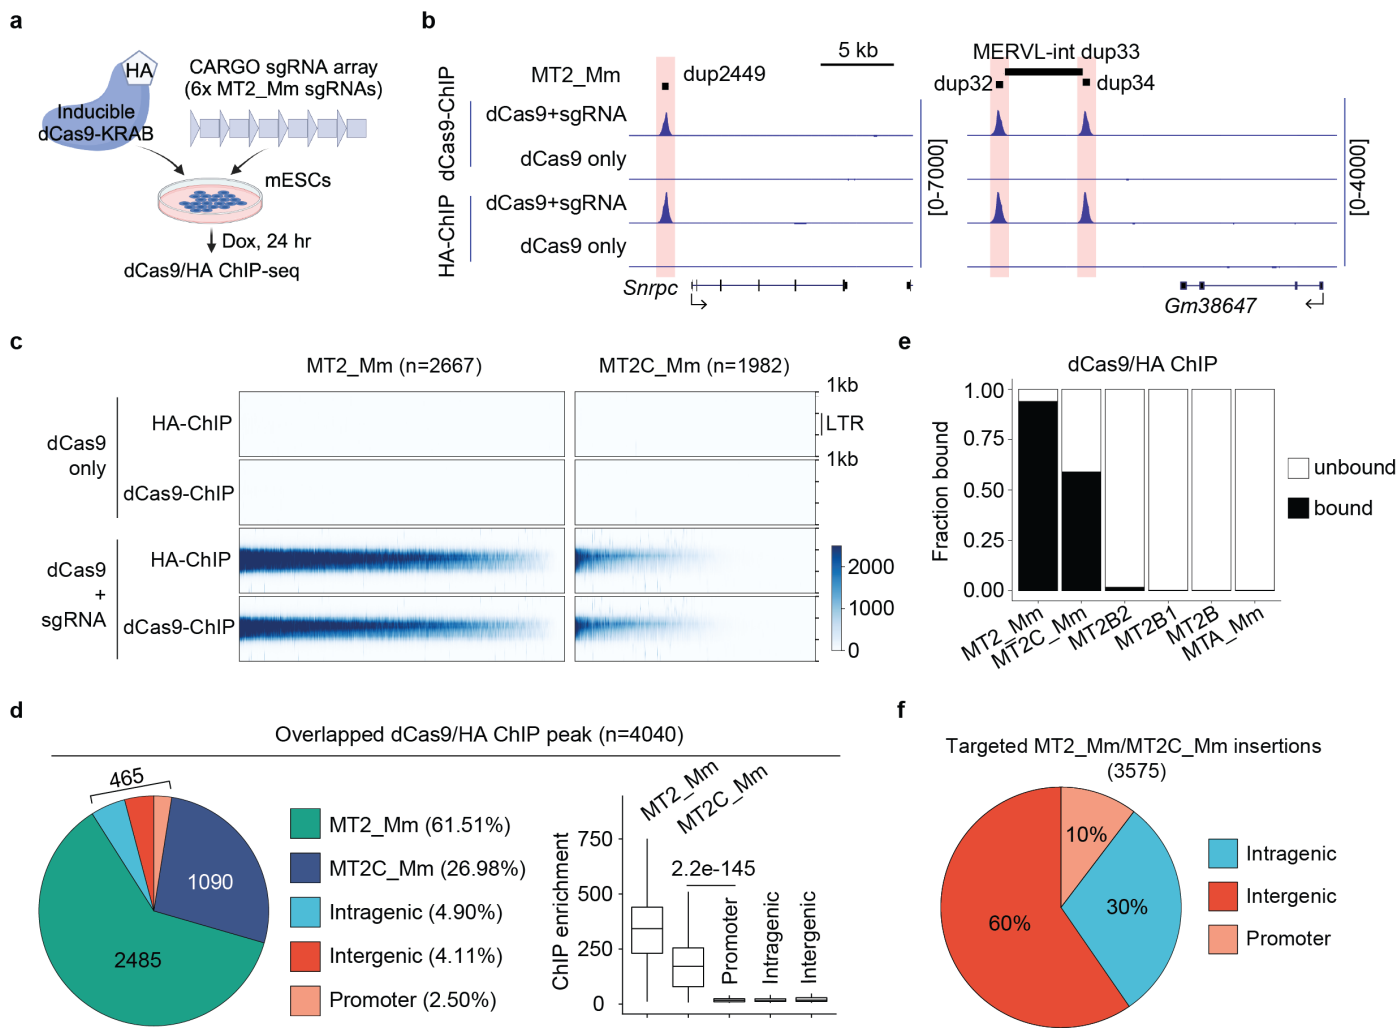 a
HA
Inducible
dCas9-KRAB
CARGO sgRNA array
(6x MT2_Mm sgRNAs)
mESCs
Dox, 24 hr
dCas9/HA ChIP-seq
b
5 kb
MERVL-int dup33
MT2_Mm
dup2449
dup32
dup34
dCas9-ChIP
dCas9+sgRNA
dCas9 only
HA-ChIP
dCas9+sgRNA
dCas9 only
[0-7000]
[0-4000]
Snrpc
Gm38647
c
MT2_Mm (n=2667)
MT2C_Mm (n=1982)
1kb
LTR
1kb
dCas9
only
HA-ChIP
dCas9-ChIP
dCas9
+
sgRNA
HA-ChIP
dCas9-ChIP
2000
1000
0
e
dCas9/HA ChIP
Fraction bound
1.00
0.75
0.50
0.25
0.00
MT2_Mm
MT2C_Mm
MT2B2
MT2B1
MT2B
MTA_Mm
unbound
bound
d
Overlapped dCas9/HA ChIP peak (n=4040)
465
1090
2485
MT2_Mm (61.51%)
MT2C_Mm (26.98%)
Intragenic (4.90%)
Intergenic (4.11%)
Promoter (2.50%)
MT2_Mm
MT2C_Mm
ChIP enrichment
750
500
250
0
2.2e-145
Promoter
Intragenic
Intergenic
f
Targeted MT2_Mm/MT2C_Mm insertions
(3575)
10%
30%
60%
Intragenic
Intergenic
Promoter